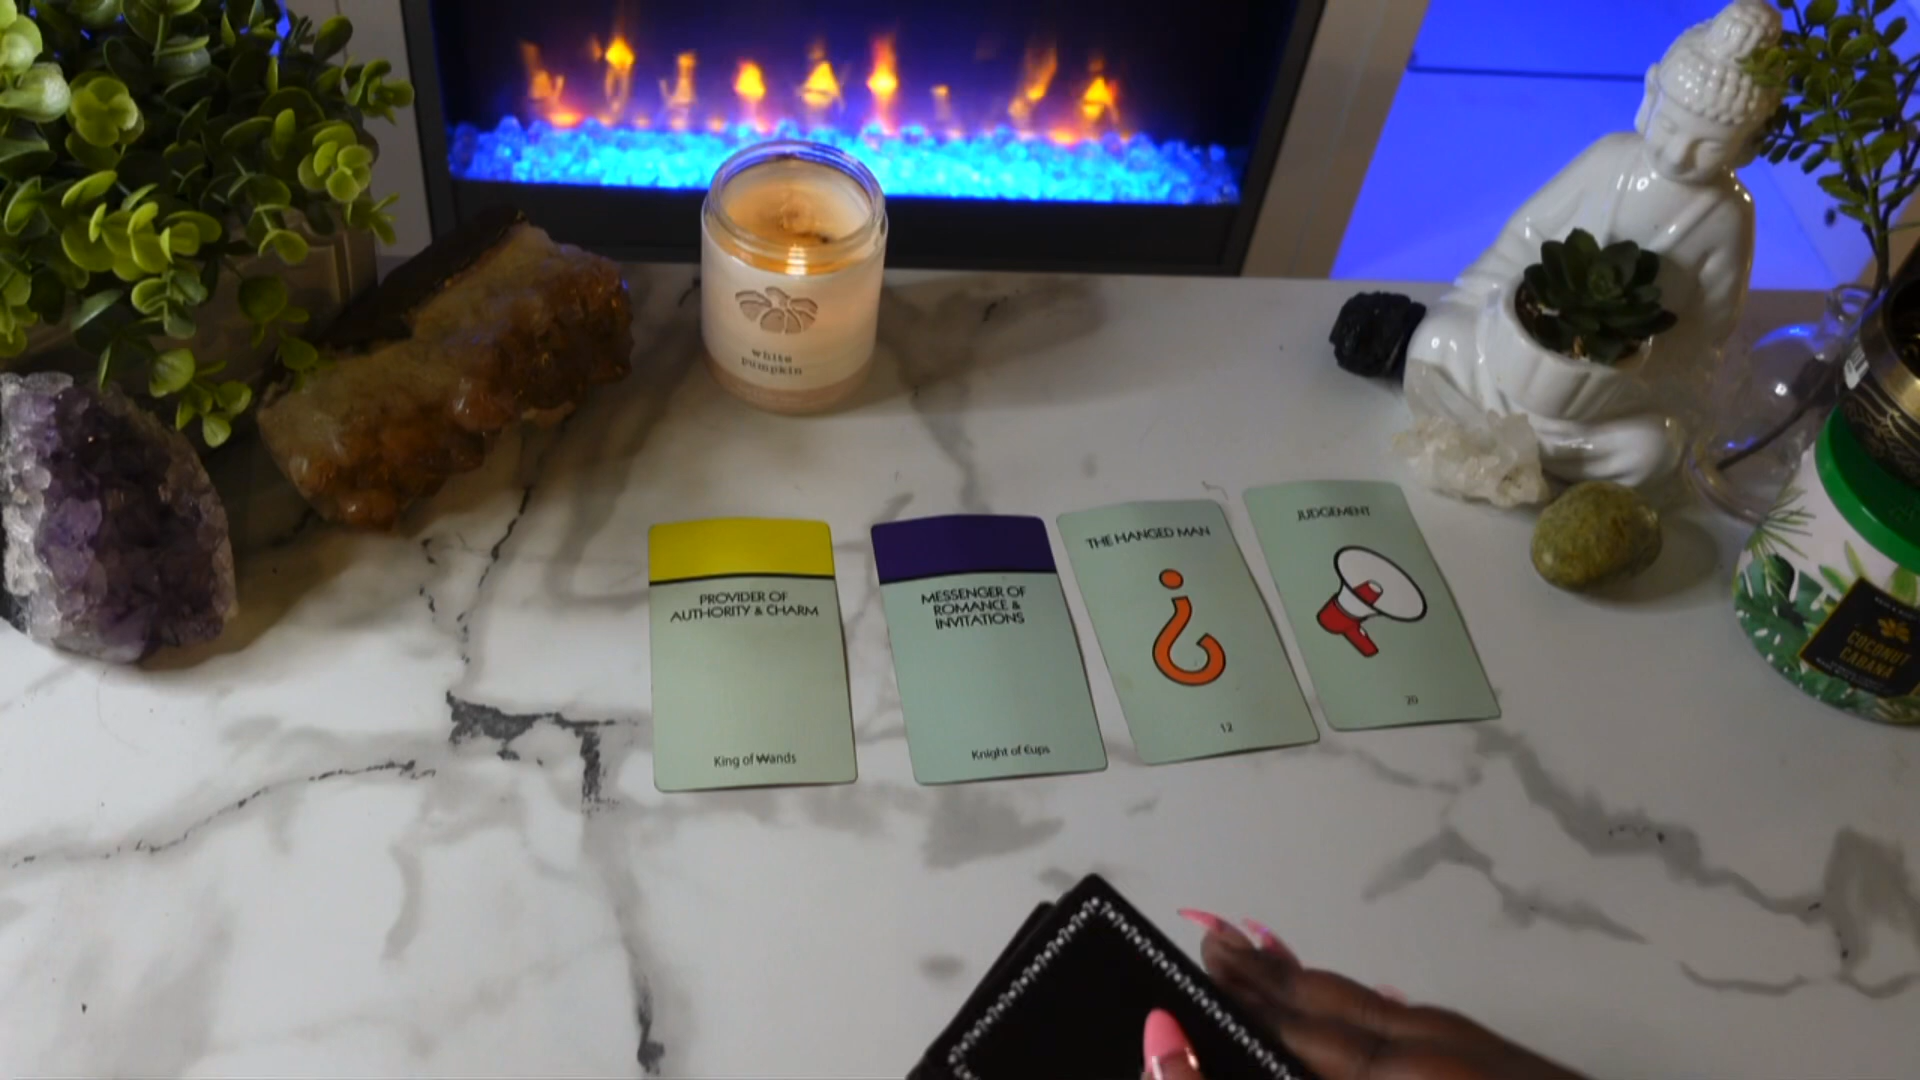 white
pumpkin
PROVIDER OF
AUTHORITY & CHARM
King of Wands
MESSENGER OF
ROMANCE &
INVITATIONS
Knight of Cups
THE HANGED MAN
12
JUDGEMENT
20
COCONUT
CABANA